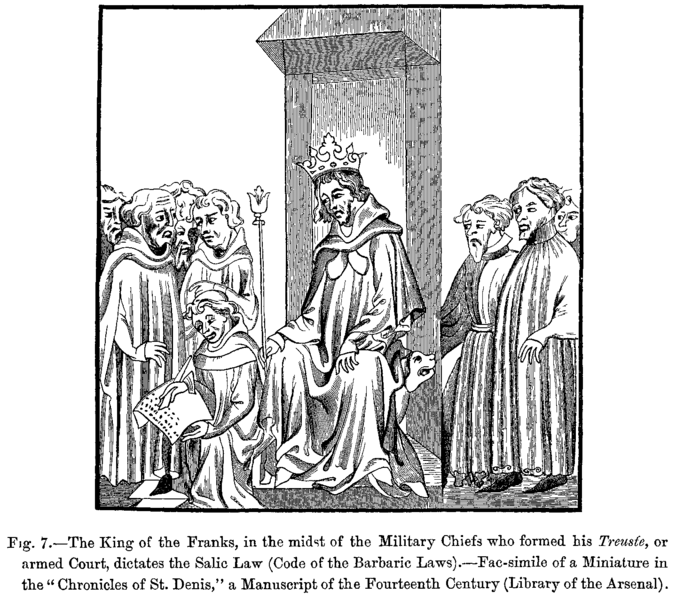 Fig. 7.—The King of the Franks, in the midst of the Military Chiefs who formed his Treuste, or
armed Court, dictates the Salic Law (Code of the Barbaric Laws).—Fac-simile of a Miniature in
the "Chronicles of St. Denis," a Manuscript of the Fourteenth Century (Library of the Arsenal).